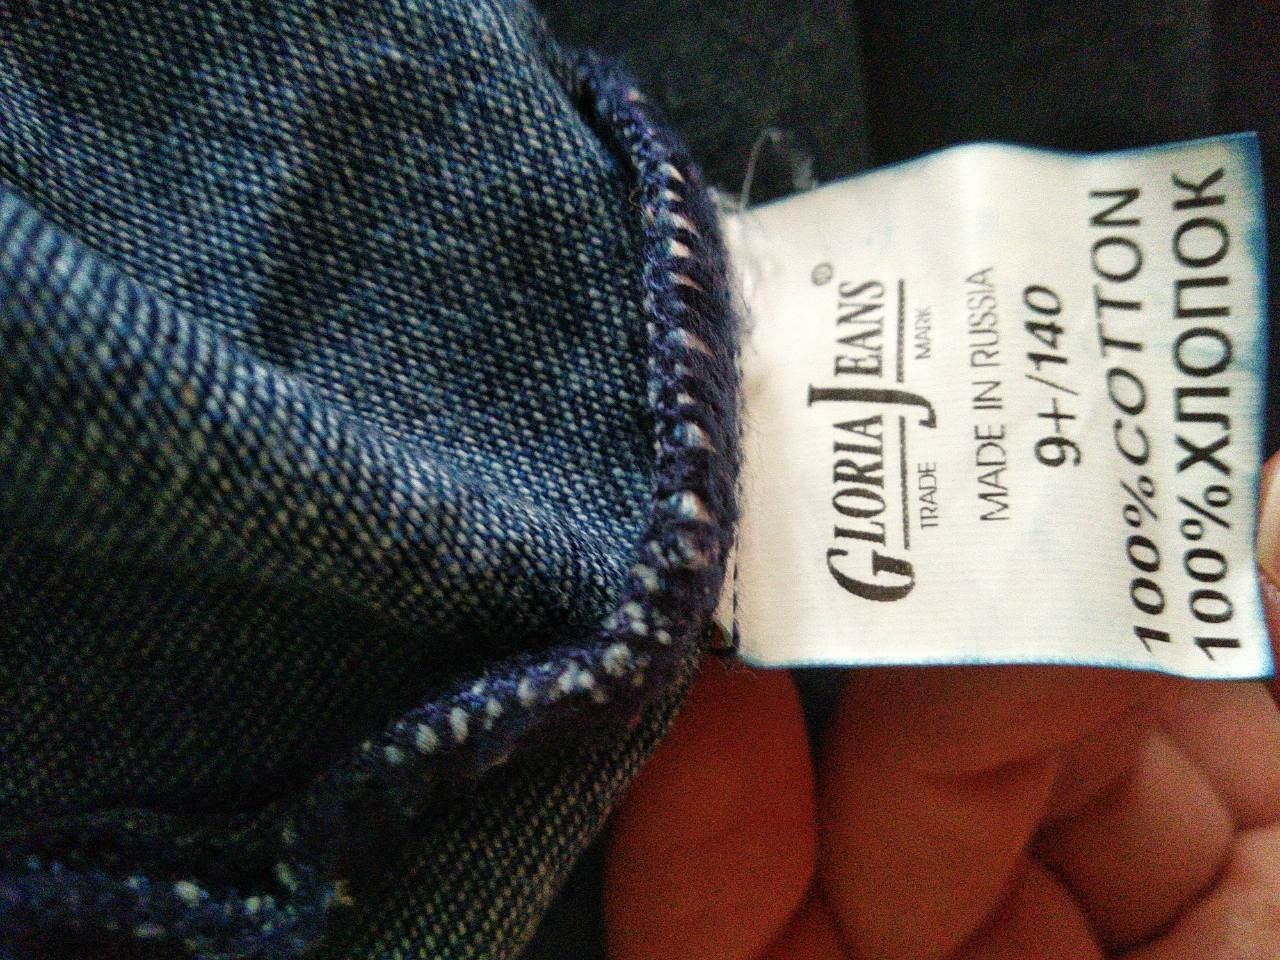 GLORIA JEANS®
TRADE MARK
MADE IN RUSSIA
9+/140
100%COTTON
100%ХЛОПОК